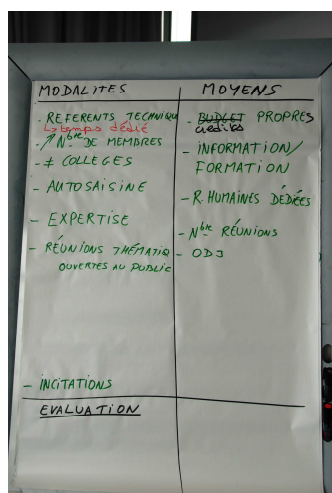 MODALITES
- REFERENTS TECHNIQU
↳ temps dédié
- ↗ Nbre DE MEMBRES
- ≠ COLLEGES
- AUTOSAISINE
- EXPERTISE
- RÉUNIONS THÉMATIQ
OUVERTES AU PUBLIC
- INCITATIONS
EVALUATION
MOYENS
- BUDGET PROPRES
crédits
- INFORMATION/
FORMATION
- R. HUMAINES DÉDIÉES
- Nbre RÉUNIONS
- ODJ